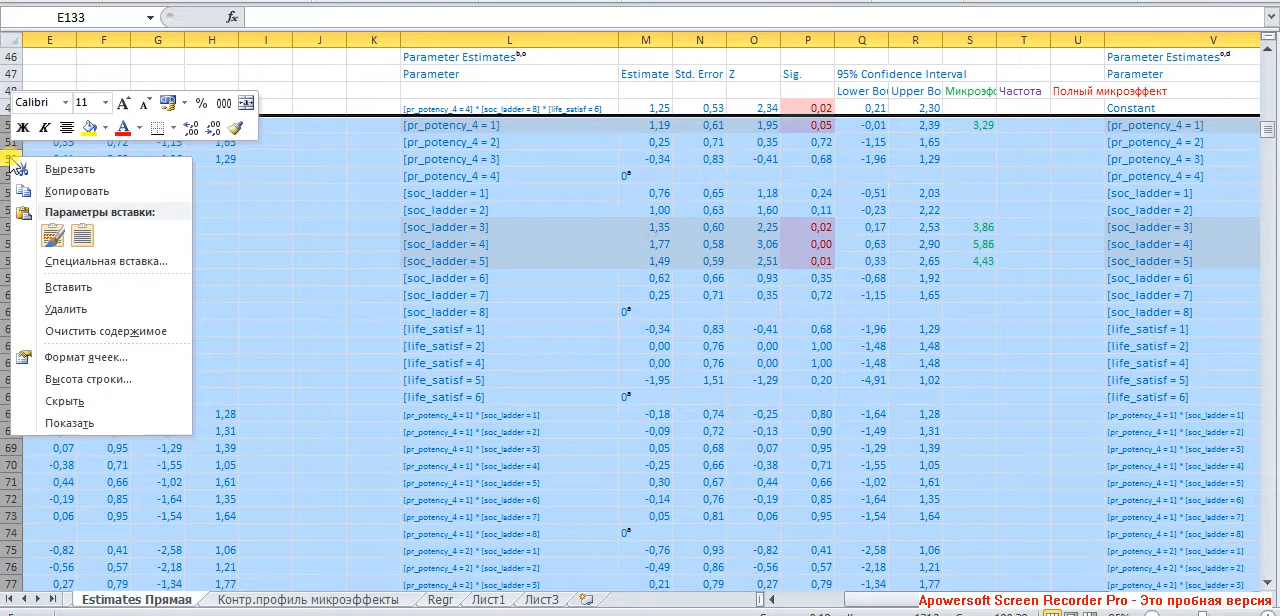 E133 fx
E F G H I J K L M N O P Q R S T U V
46 Parameter Estimatesᵇ,ᵒ Parameter Estimatesᵒ,ᵈ
47 Parameter Estimate Std. Error Z Sig. 95% Confidence Interval Parameter
Lower Bo Upper Bo Микроэфф Частота Полный микроэффект
Calibri 11 % 000
[pr_potency_4 = 4] * [soc_ladder = 8] * [life_satisf = 6] 1,25 0,53 2,34 0,02 0,21 2,30 Constant
Ж К А
[pr_potency_4 = 1] 1,19 0,61 1,95 0,05 -0,01 2,39 3,29 [pr_potency_4 = 1]
51 0,35 0,72 -1,15 1,65 [pr_potency_4 = 2] 0,25 0,71 0,35 0,72 -1,15 1,65 [pr_potency_4 = 2]
1,29 [pr_potency_4 = 3] -0,34 0,83 -0,41 0,68 -1,96 1,29 [pr_potency_4 = 3]
Вырезать
[pr_potency_4 = 4] 0ᵃ [pr_potency_4 = 4]
Копировать
[soc_ladder = 1] 0,76 0,65 1,18 0,24 -0,51 2,03 [soc_ladder = 1]
Параметры вставки:
[soc_ladder = 2] 1,00 0,63 1,60 0,11 -0,23 2,22 [soc_ladder = 2]
[soc_ladder = 3] 1,35 0,60 2,25 0,02 0,17 2,53 3,86 [soc_ladder = 3]
[soc_ladder = 4] 1,77 0,58 3,06 0,00 0,63 2,90 5,86 [soc_ladder = 4]
Специальная вставка...
[soc_ladder = 5] 1,49 0,59 2,51 0,01 0,33 2,65 4,43 [soc_ladder = 5]
[soc_ladder = 6] 0,62 0,66 0,93 0,35 -0,68 1,92 [soc_ladder = 6]
Вставить
[soc_ladder = 7] 0,25 0,71 0,35 0,72 -1,15 1,65 [soc_ladder = 7]
Удалить
[soc_ladder = 8] 0ᵃ [soc_ladder = 8]
Очистить содержимое
[life_satisf = 1] -0,34 0,83 -0,41 0,68 -1,96 1,29 [life_satisf = 1]
[life_satisf = 2] 0,00 0,76 0,00 1,00 -1,48 1,48 [life_satisf = 2]
Формат ячеек...
[life_satisf = 4] 0,00 0,76 0,00 1,00 -1,48 1,48 [life_satisf = 4]
Высота строки...
[life_satisf = 5] -1,95 1,51 -1,29 0,20 -4,91 1,02 [life_satisf = 5]
Скрыть
[life_satisf = 6] 0ᵃ [life_satisf = 6]
1,28 [pr_potency_4 = 1] * [soc_ladder = 1] -0,18 0,74 -0,25 0,80 -1,64 1,28 [pr_potency_4 = 1] * [soc_ladder = 1]
Показать
1,31 [pr_potency_4 = 1] * [soc_ladder = 2] -0,09 0,72 -0,13 0,90 -1,49 1,31 [pr_potency_4 = 1] * [soc_ladder = 2]
69 0,07 0,95 -1,29 1,39 [pr_potency_4 = 1] * [soc_ladder = 3] 0,05 0,68 0,07 0,95 -1,29 1,39 [pr_potency_4 = 1] * [soc_ladder = 3]
70 -0,38 0,71 -1,55 1,05 [pr_potency_4 = 1] * [soc_ladder = 4] -0,25 0,66 -0,38 0,71 -1,55 1,05 [pr_potency_4 = 1] * [soc_ladder = 4]
71 0,44 0,66 -1,02 1,61 [pr_potency_4 = 1] * [soc_ladder = 5] 0,30 0,67 0,44 0,66 -1,02 1,61 [pr_potency_4 = 1] * [soc_ladder = 5]
72 -0,19 0,85 -1,64 1,35 [pr_potency_4 = 1] * [soc_ladder = 6] -0,14 0,76 -0,19 0,85 -1,64 1,35 [pr_potency_4 = 1] * [soc_ladder = 6]
73 0,06 0,95 -1,54 1,64 [pr_potency_4 = 1] * [soc_ladder = 7] 0,05 0,81 0,06 0,95 -1,54 1,64 [pr_potency_4 = 1] * [soc_ladder = 7]
74 [pr_potency_4 = 1] * [soc_ladder = 8] 0ᵃ [pr_potency_4 = 1] * [soc_ladder = 8]
75 -0,82 0,41 -2,58 1,06 [pr_potency_4 = 2] * [soc_ladder = 1] -0,76 0,93 -0,82 0,41 -2,58 1,06 [pr_potency_4 = 2] * [soc_ladder = 1]
76 -0,56 0,57 -2,18 1,21 [pr_potency_4 = 2] * [soc_ladder = 2] -0,49 0,86 -0,56 0,57 -2,18 1,21 [pr_potency_4 = 2] * [soc_ladder = 2]
77 0,27 0,79 -1,34 1,77 [pr_potency_4 = 2] * [soc_ladder = 3] 0,21 0,79 0,27 0,79 -1,34 1,77 [pr_potency_4 = 2] * [soc_ladder = 3]
Estimates Прямая Контр.профиль микроэффекты Regr Лист1 Лист3
Apowersoft Screen Recorder Pro - Это пробная версия